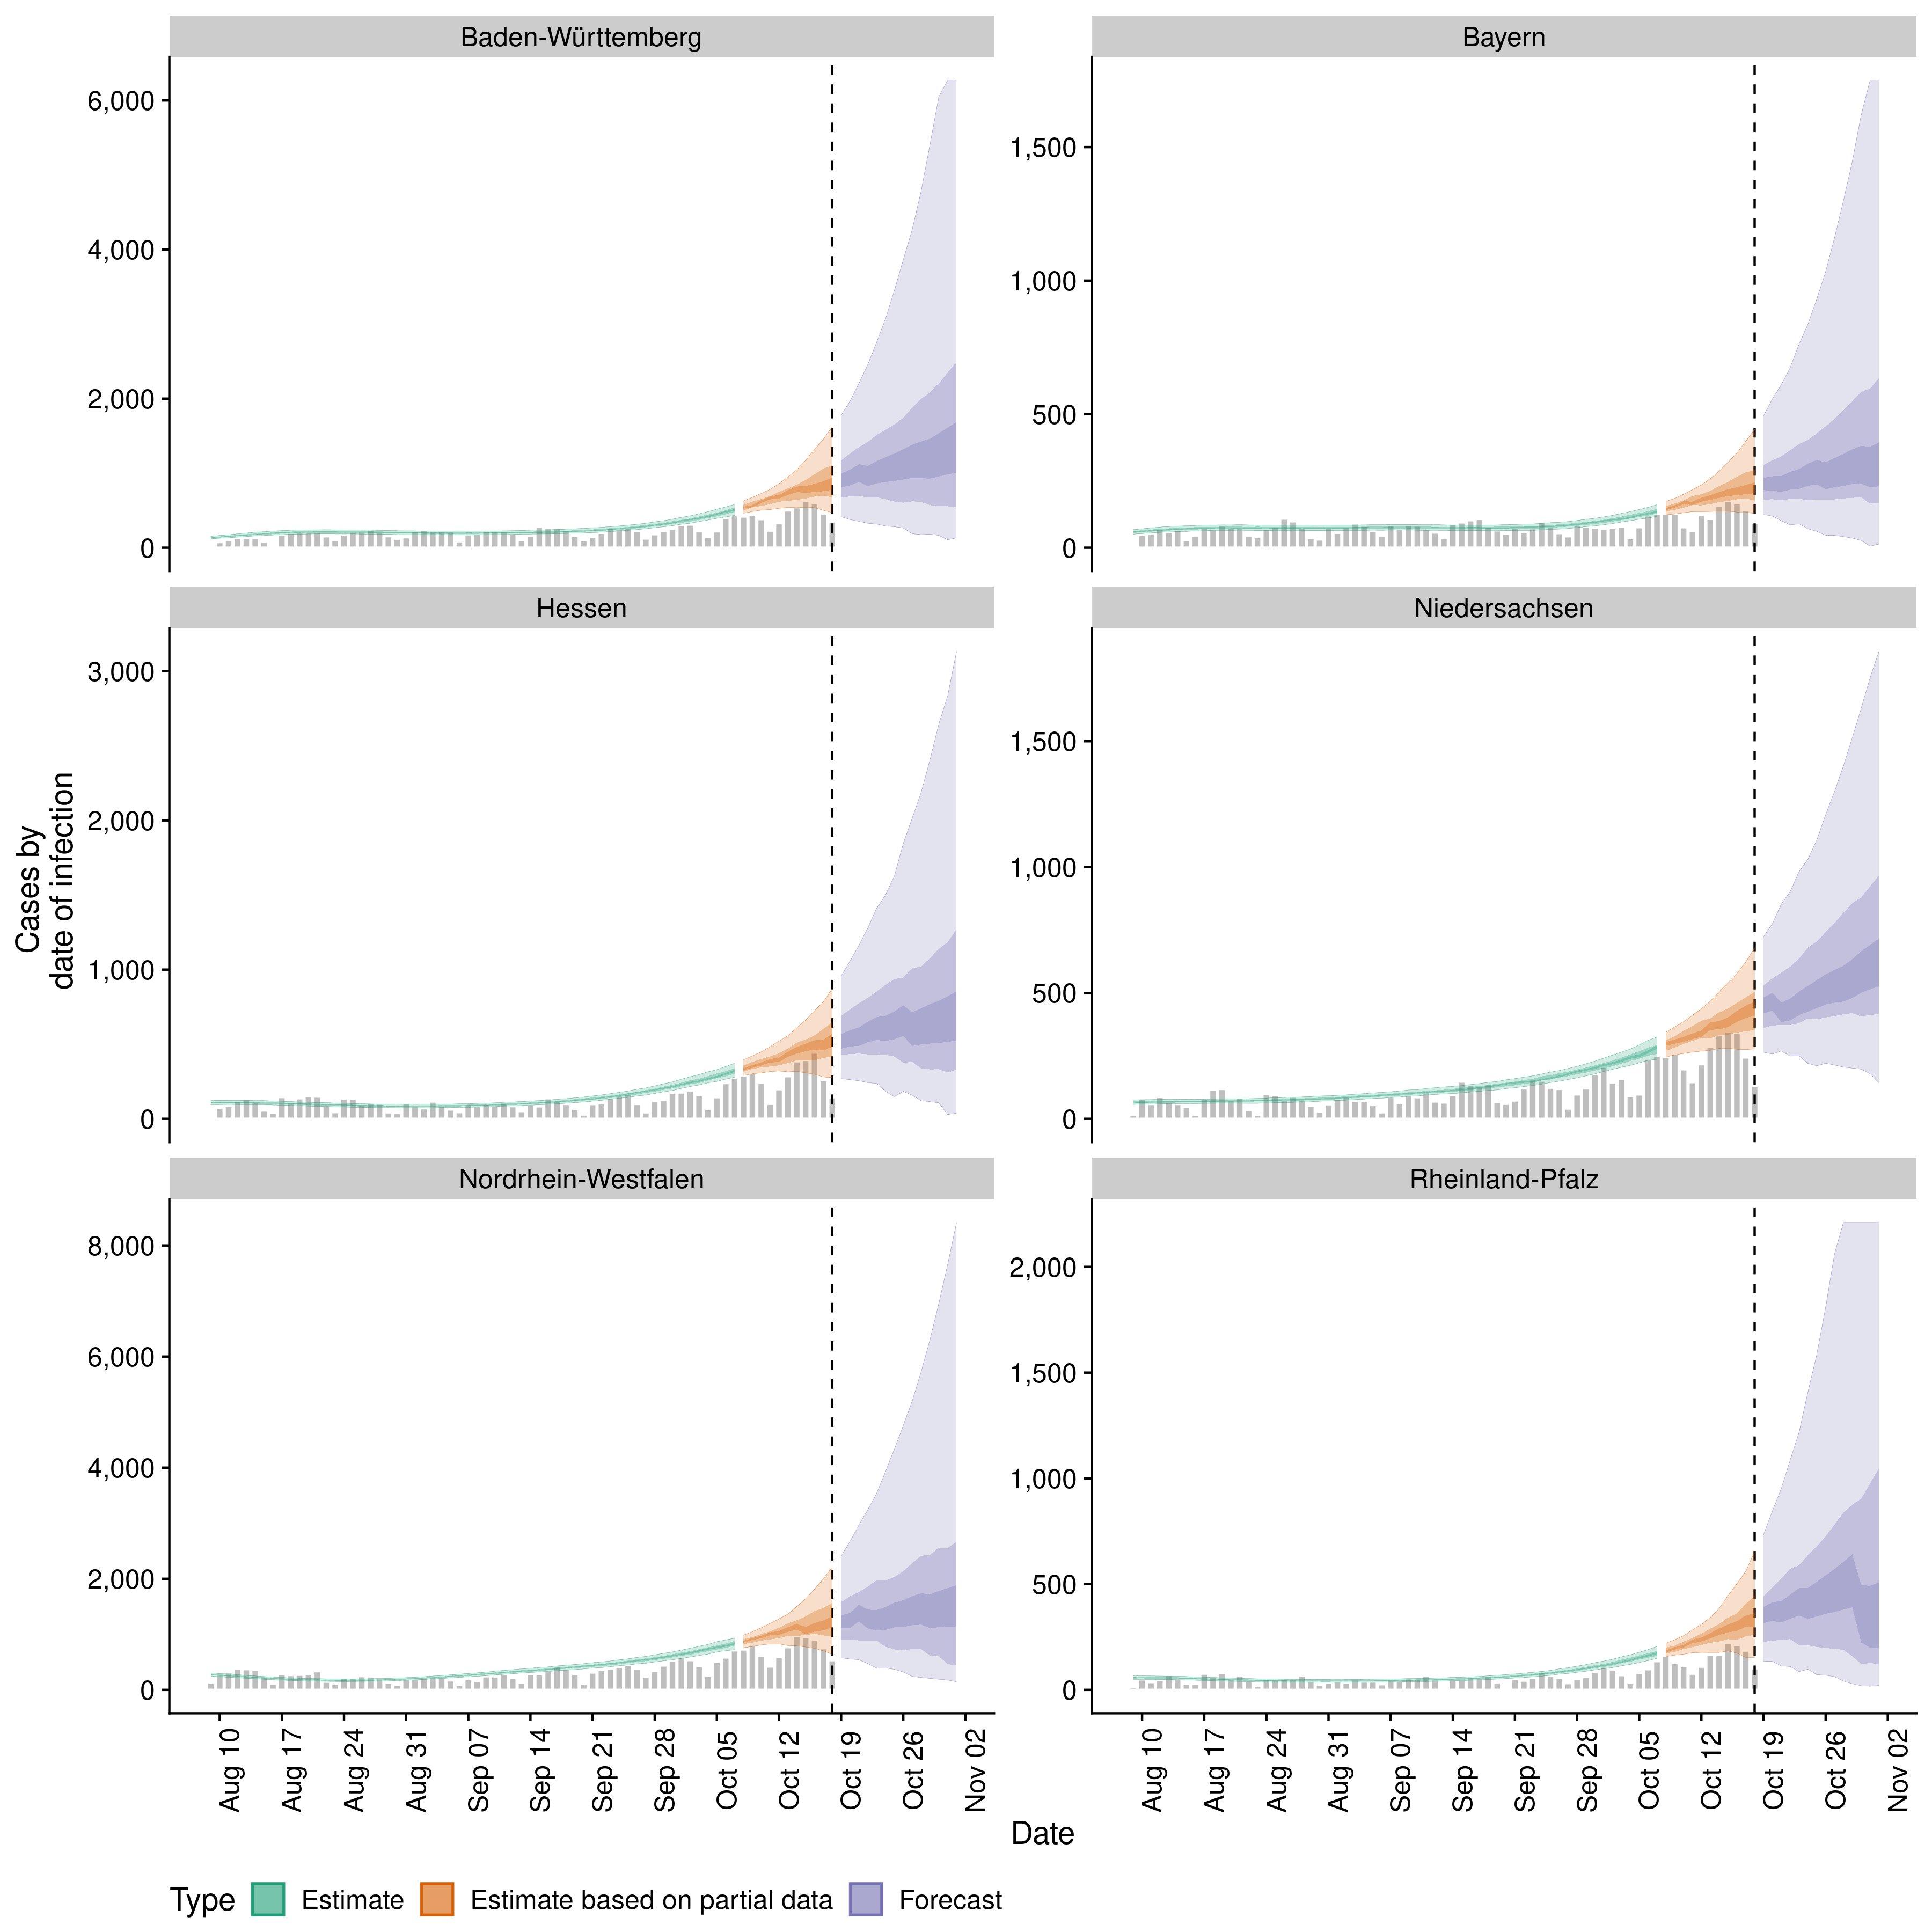 Baden-Württemberg
Bayern
6,000
4,000
2,000
0
1,500
1,000
500
0
Hessen
Niedersachsen
3,000
2,000
1,000
0
1,500
1,000
500
0
Cases by
date of infection
Nordrhein-Westfalen
Rheinland-Pfalz
8,000
6,000
4,000
2,000
0
2,000
1,500
1,000
500
0
Aug 10
Aug 17
Aug 24
Aug 31
Sep 07
Sep 14
Sep 21
Sep 28
Oct 05
Oct 12
Oct 19
Oct 26
Nov 02
Aug 10
Aug 17
Aug 24
Aug 31
Sep 07
Sep 14
Sep 21
Sep 28
Oct 05
Oct 12
Oct 19
Oct 26
Nov 02
Date
Type Estimate Estimate based on partial data Forecast